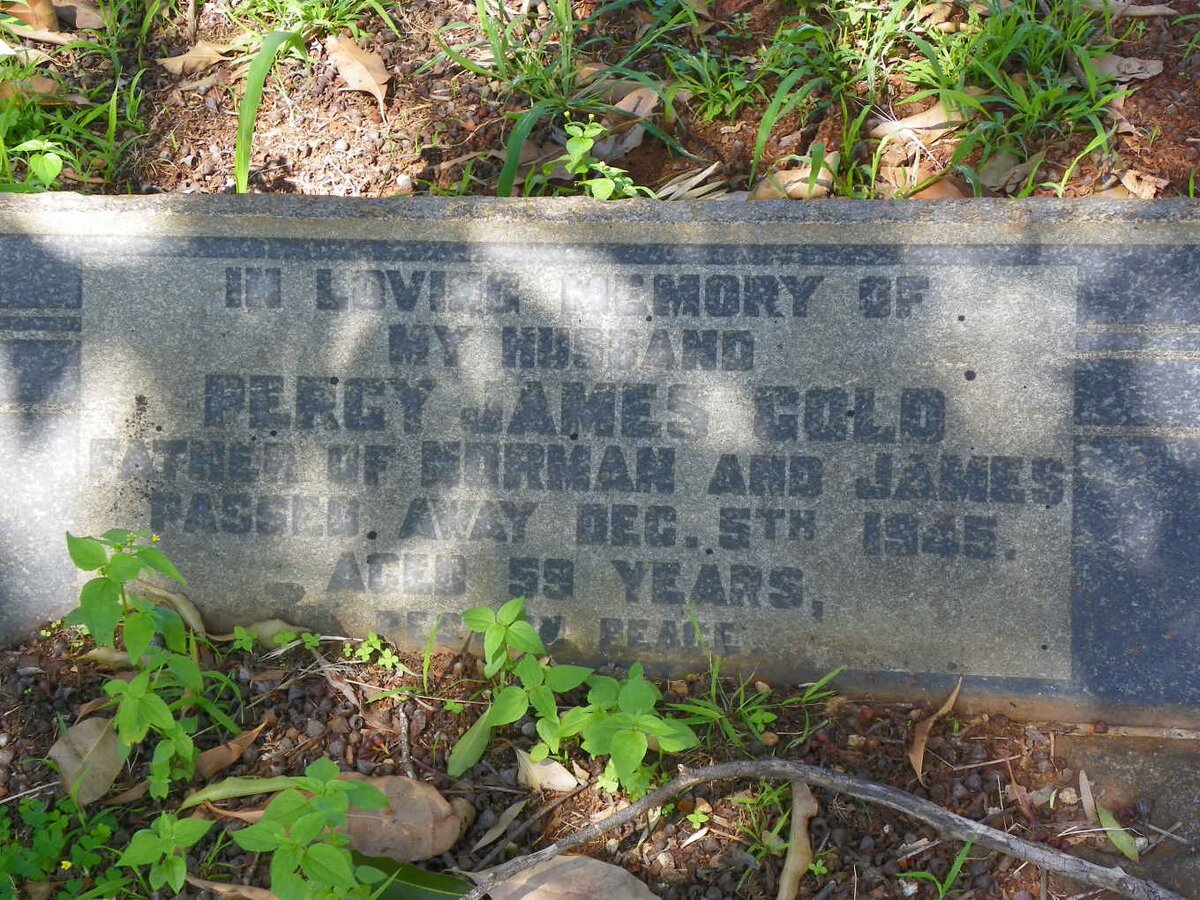 IN LOVING MEMORY OF
MY HUSBAND
PERCY JAMES GOLD
FATHER OF NORMAN AND JAMES
PASSED AWAY DEC. 5TH 1945.
AGED 59 YEARS,
PEACE